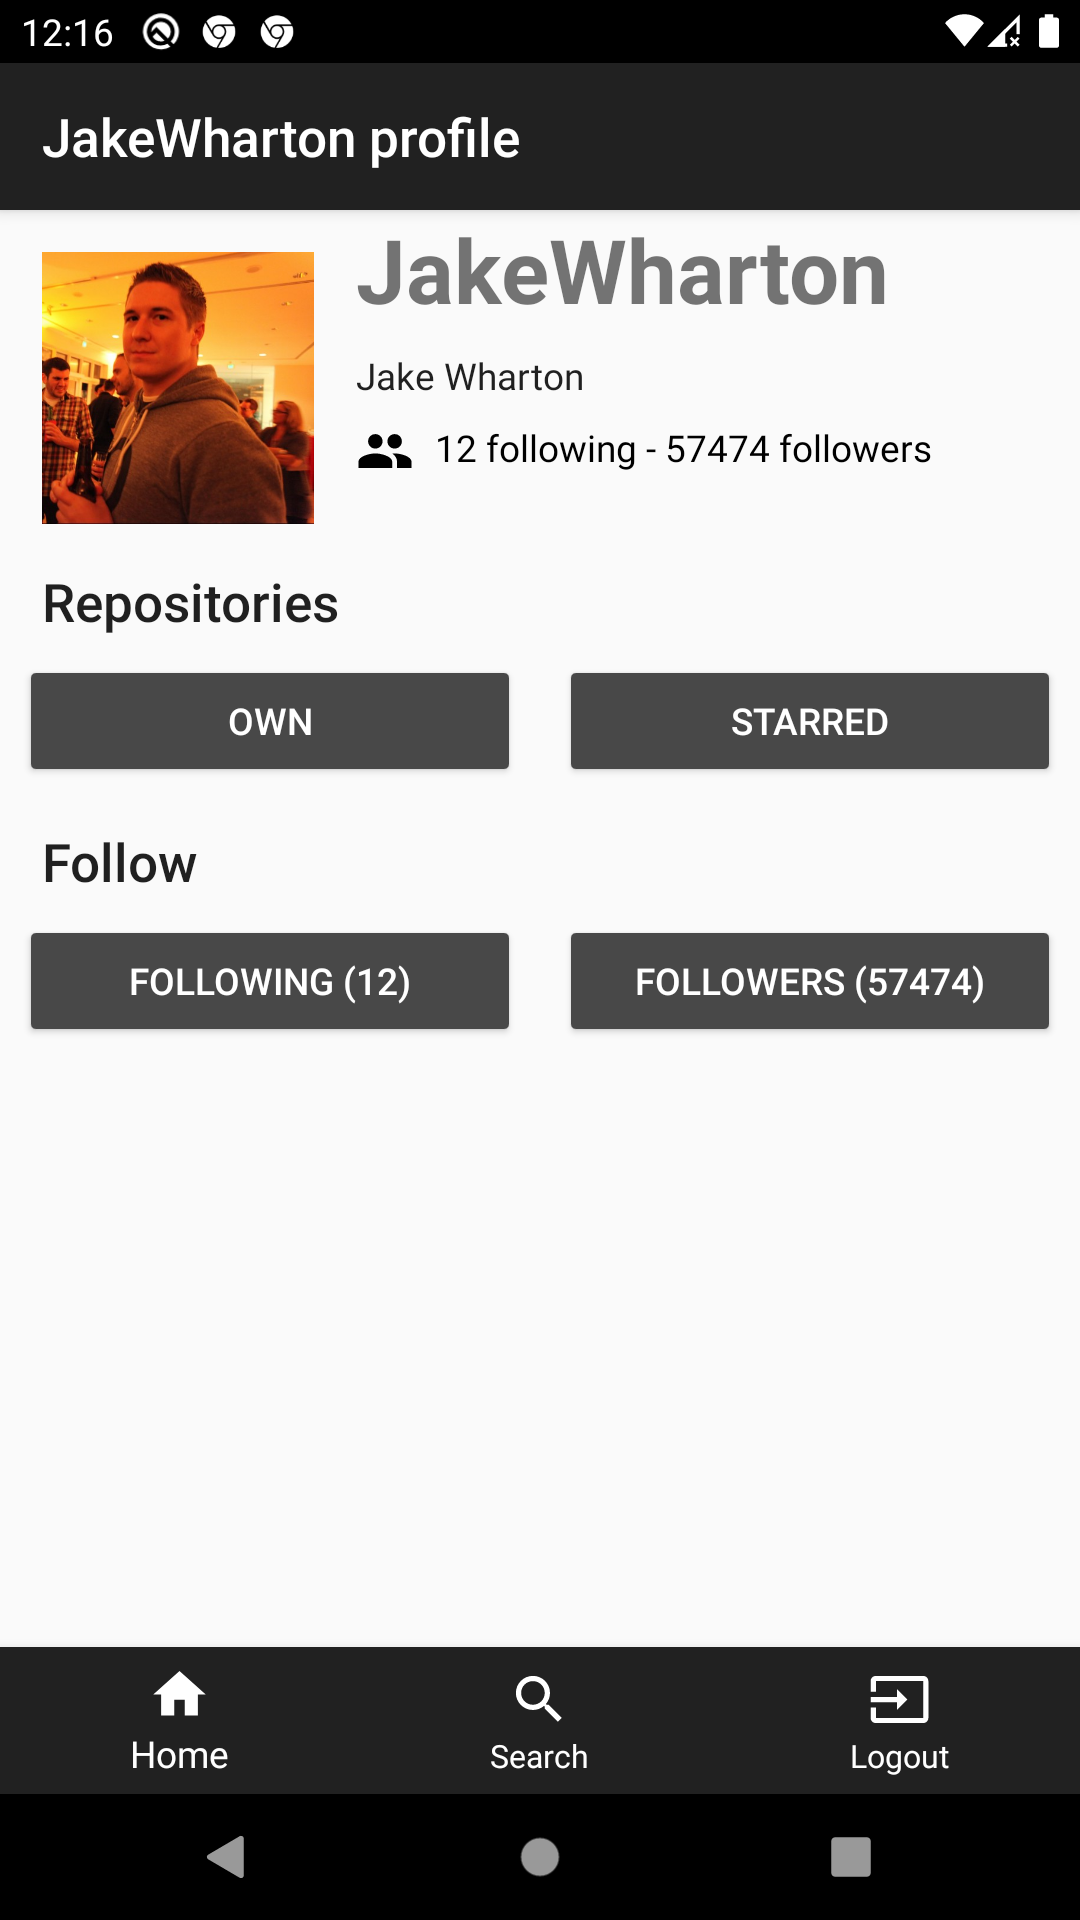 12:16
JakeWharton profile
JakeWharton
Jake Wharton
12 following - 57474 followers
Repositories
OWN
STARRED
Follow
FOLLOWING (12)
FOLLOWERS (57474)
Home
Search
Logout